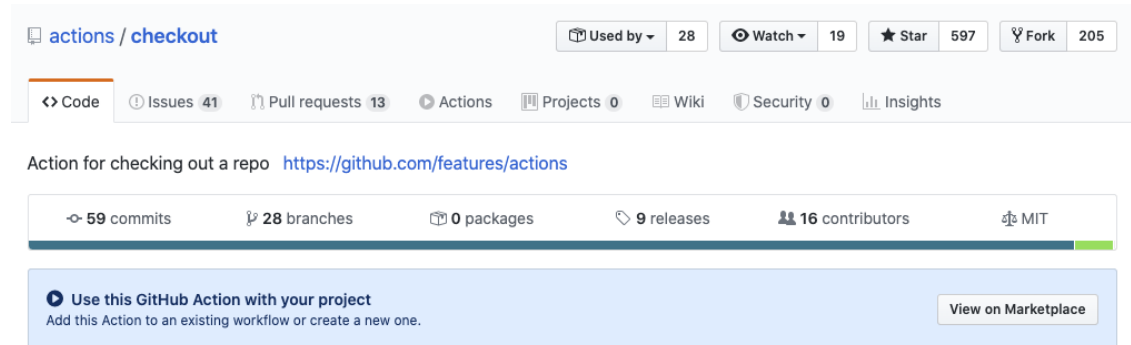 actions / checkout Used by 28 Watch 19 Star 597 Fork 205
Code Issues 41 Pull requests 13 Actions Projects 0 Wiki Security 0 Insights
Action for checking out a repo https://github.com/features/actions
59 commits 28 branches 0 packages 9 releases 16 contributors MIT
Use this GitHub Action with your project
Add this Action to an existing workflow or create a new one.
View on Marketplace